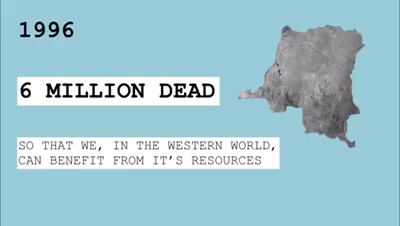 1996
6 MILLION DEAD
SO THAT WE, IN THE WESTERN WORLD,
CAN BENEFIT FROM IT'S RESOURCES